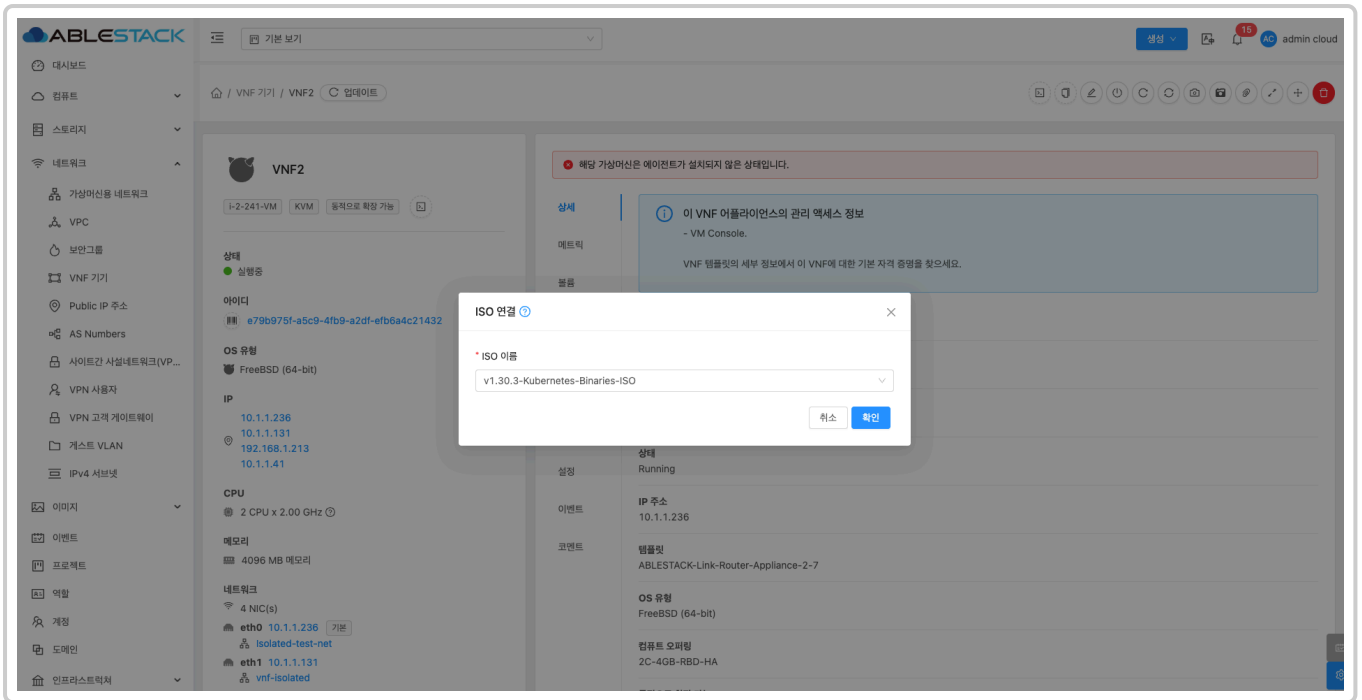 ABLESTACK
기본 보기
생성
15
AC
admin cloud
대시보드
컴퓨트
스토리지
네트워크
가상머신용 네트워크
VPC
보안그룹
VNF 기기
Public IP 주소
AS Numbers
사이트간 사설네트워크(VP...
VPN 사용자
VPN 고객 게이트웨이
게스트 VLAN
IPv4 서브넷
이미지
이벤트
프로젝트
역할
계정
도메인
인프라스트럭쳐
/ VNF 기기 / VNF2
업데이트
VNF2
i-2-241-VM
KVM
동적으로 확장 가능
상태
실행중
아이디
e79b975f-a5c9-4fb9-a2df-efb6a4c21432
OS 유형
FreeBSD (64-bit)
IP
10.1.1.236
10.1.1.131
192.168.1.213
10.1.1.41
CPU
2 CPU x 2.00 GHz
메모리
4096 MB 메모리
네트워크
4 NIC(s)
eth0 10.1.1.236 기본
Isolated-test-net
eth1 10.1.1.131
vnf-isolated
해당 가상머신은 에이전트가 설치되지 않은 상태입니다.
상세
메트릭
볼륨
설정
이벤트
코멘트
이 VNF 어플라이언스의 관리 액세스 정보
- VM Console.
VNF 템플릿의 세부 정보에서 이 VNF에 대한 기본 자격 증명을 찾으세요.
ISO 연결
* ISO 이름
v1.30.3-Kubernetes-Binaries-ISO
취소
확인
상태
Running
IP 주소
10.1.1.236
템플릿
ABLESTACK-Link-Router-Appliance-2-7
OS 유형
FreeBSD (64-bit)
컴퓨트 오퍼링
2C-4GB-RBD-HA